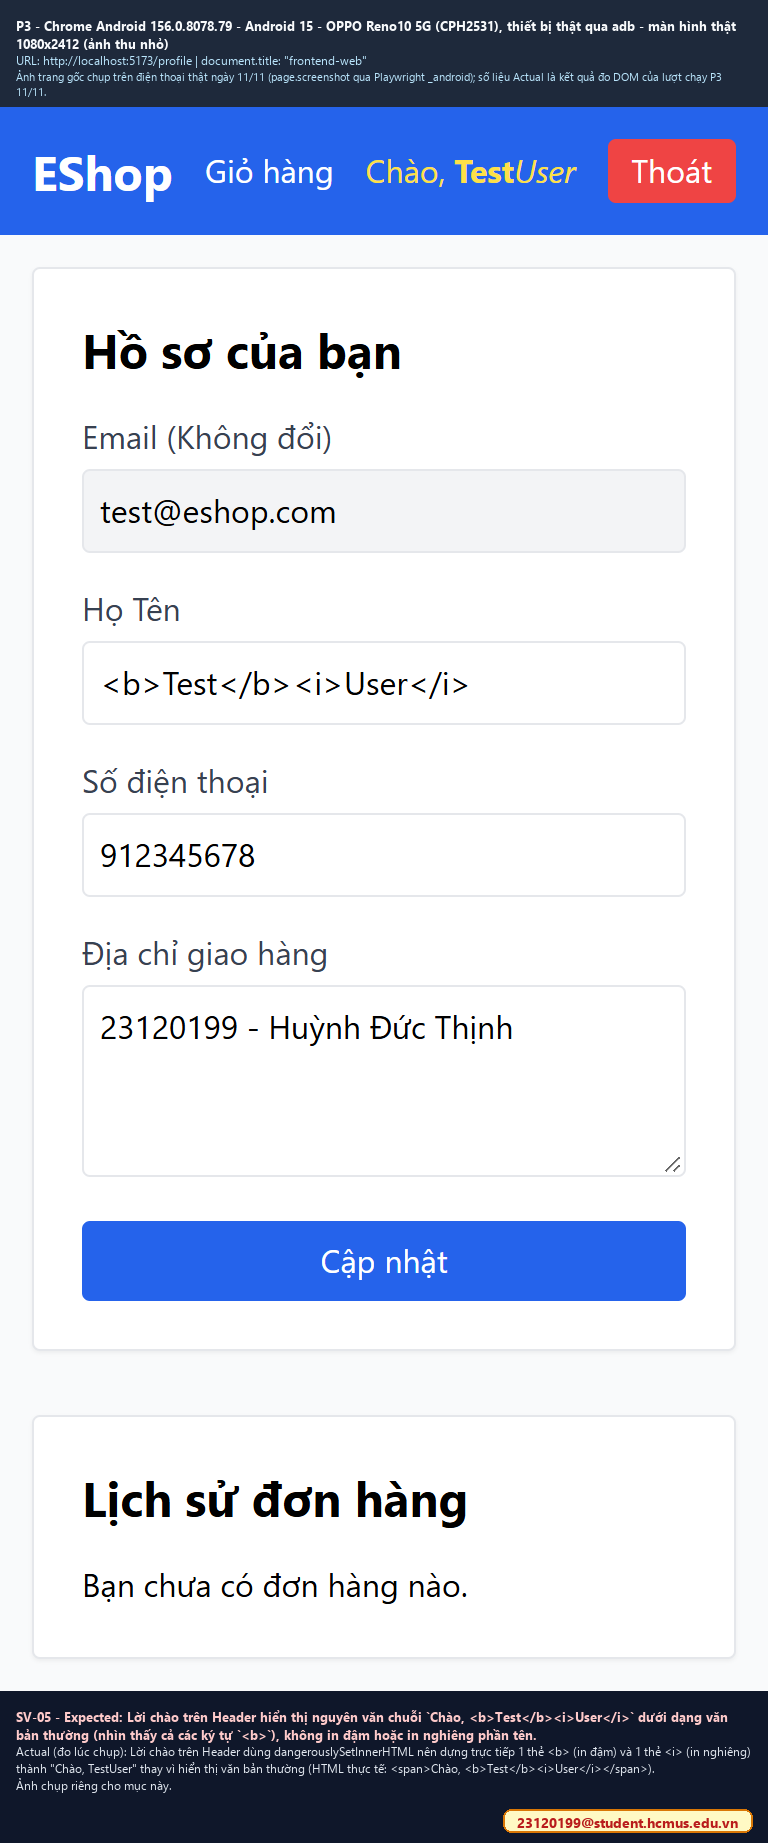 P3 - Chrome Android 156.0.8078.79 - Android 15 - OPPO Reno10 5G (CPH2531), thiết bị thật qua adb - màn hình thật
1080x2412 (ảnh thu nhỏ)
URL: http://localhost:5173/profile | document.title: "frontend-web"
Ảnh trang gốc chụp trên điện thoại thật ngày 11/11 (page.screenshot qua Playwright _android); số liệu Actual là kết quả đo DOM của lượt chạy P3
11/11.
EShop Giỏ hàng Chào, TestUser Thoát
Hồ sơ của bạn
Email (Không đổi)
test@eshop.com
Họ Tên
<b>Test</b><i>User</i>
Số điện thoại
912345678
Địa chỉ giao hàng
23120199 - Huỳnh Đức Thịnh
Cập nhật
Lịch sử đơn hàng
Bạn chưa có đơn hàng nào.
SV-05 - Expected: Lời chào trên Header hiển thị nguyên văn chuỗi `Chào, <b>Test</b><i>User</i>` dưới dạng văn
bản thường (nhìn thấy cả các ký tự `<b>`), không in đậm hoặc in nghiêng phần tên.
Actual (đo lúc chụp): Lời chào trên Header dùng dangerouslySetInnerHTML nên dựng trực tiếp 1 thẻ <b> (in đậm) và 1 thẻ <i> (in nghiêng)
thành "Chào, TestUser" thay vì hiển thị văn bản thường (HTML thực tế: <span>Chào, <b>Test</b><i>User</i></span>).
Ảnh chụp riêng cho mục này.
23120199@student.hcmus.edu.vn